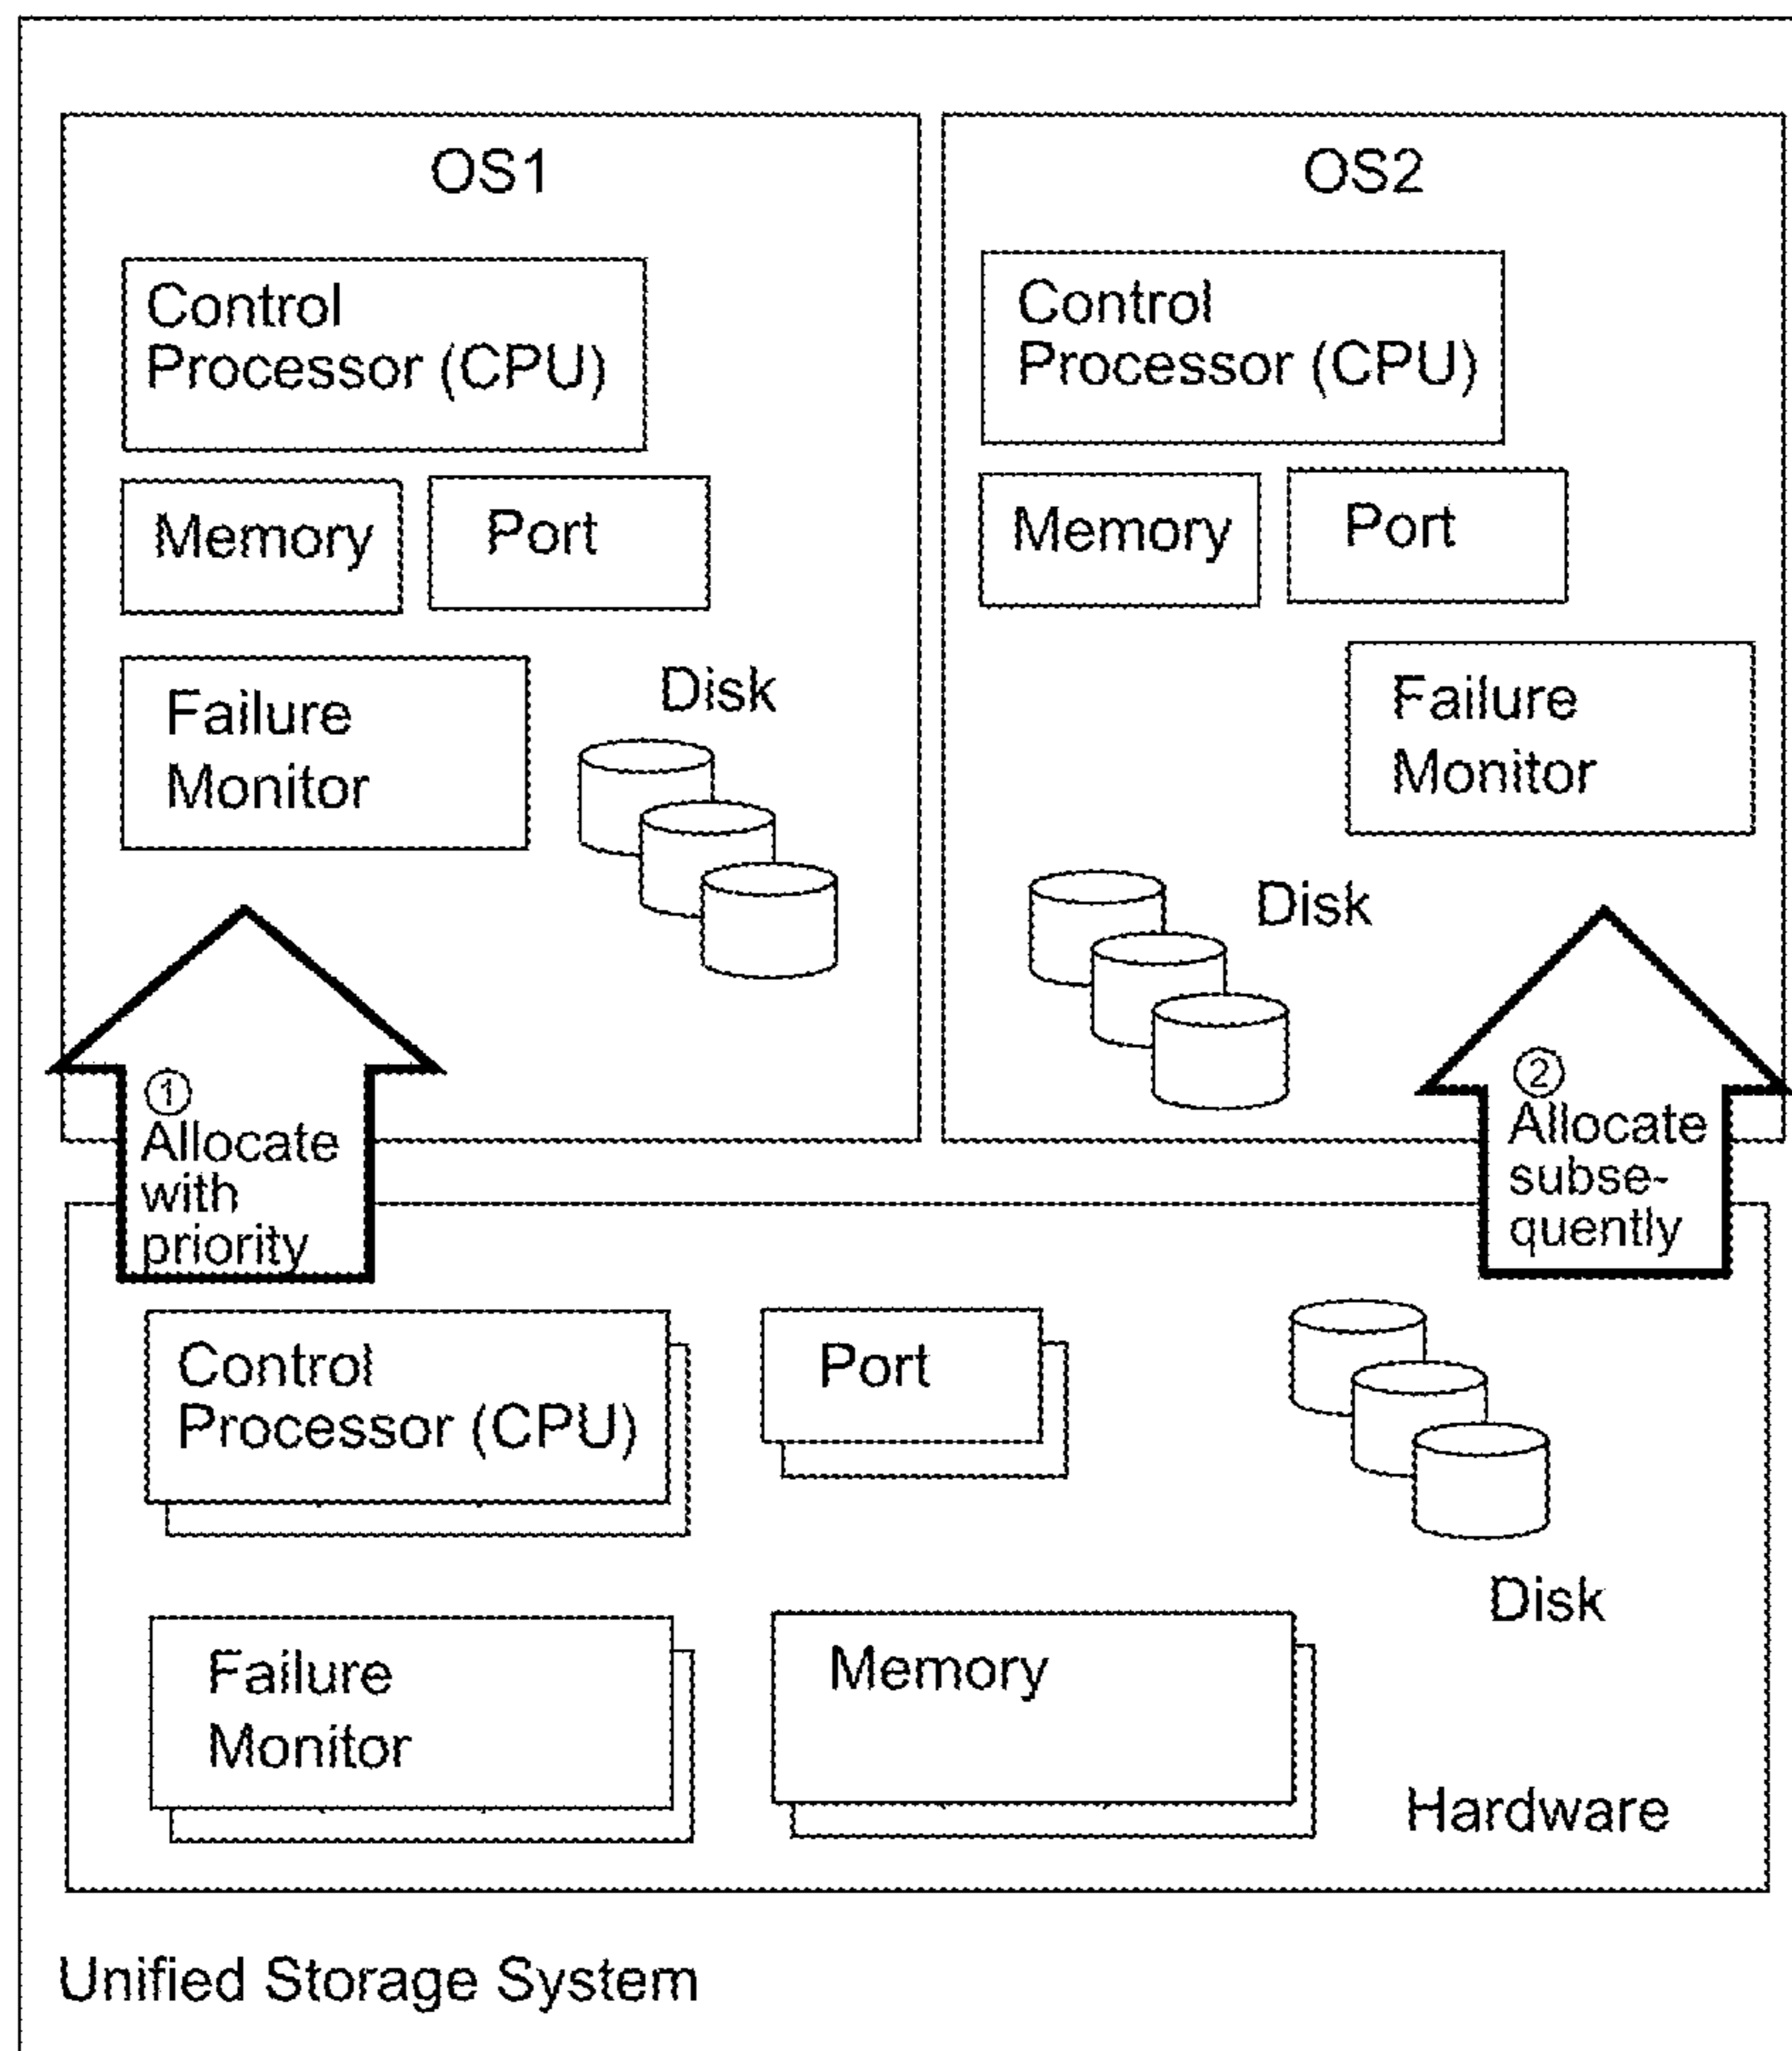 OS1
Control
Processor (CPU)
Memory
Port
Failure
Monitor
Disk
① 
Allocate
with
priority
OS2
Control
Processor (CPU)
Memory
Port
Failure
Monitor
Disk
②
Allocate
subse-
quently
Control
Processor (CPU)
Port
Disk
Failure
Monitor
Memory
Hardware
Unified Storage System